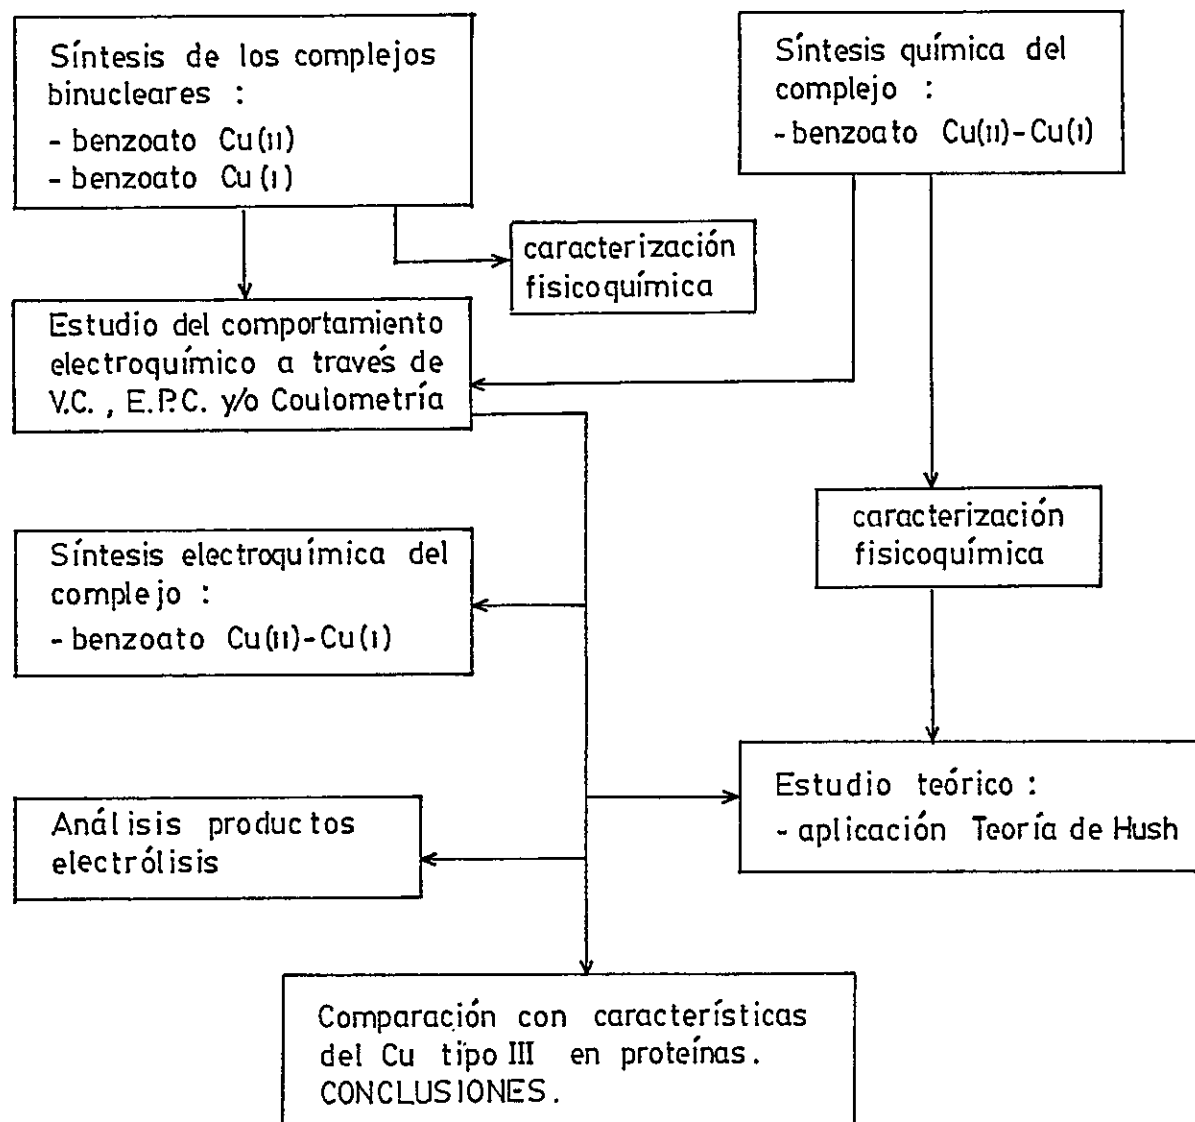 Síntesis de los complejos
binucleares :
- benzoato Cu(II)
- benzoato Cu(I)
Síntesis química del
complejo :
- benzoato Cu(II)-Cu(I)
caracterización
fisicoquímica
Estudio del comportamiento
electroquímico a través de
V.C. , E.P.C. y/o Coulometría
caracterización
fisicoquímica
Síntesis electroquímica del
complejo :
- benzoato Cu(II)-Cu(I)
Estudio teórico :
- aplicación Teoría de Hush
Análisis productos
electrólisis
Comparación con características
del Cu tipo III en proteínas.
CONCLUSIONES.